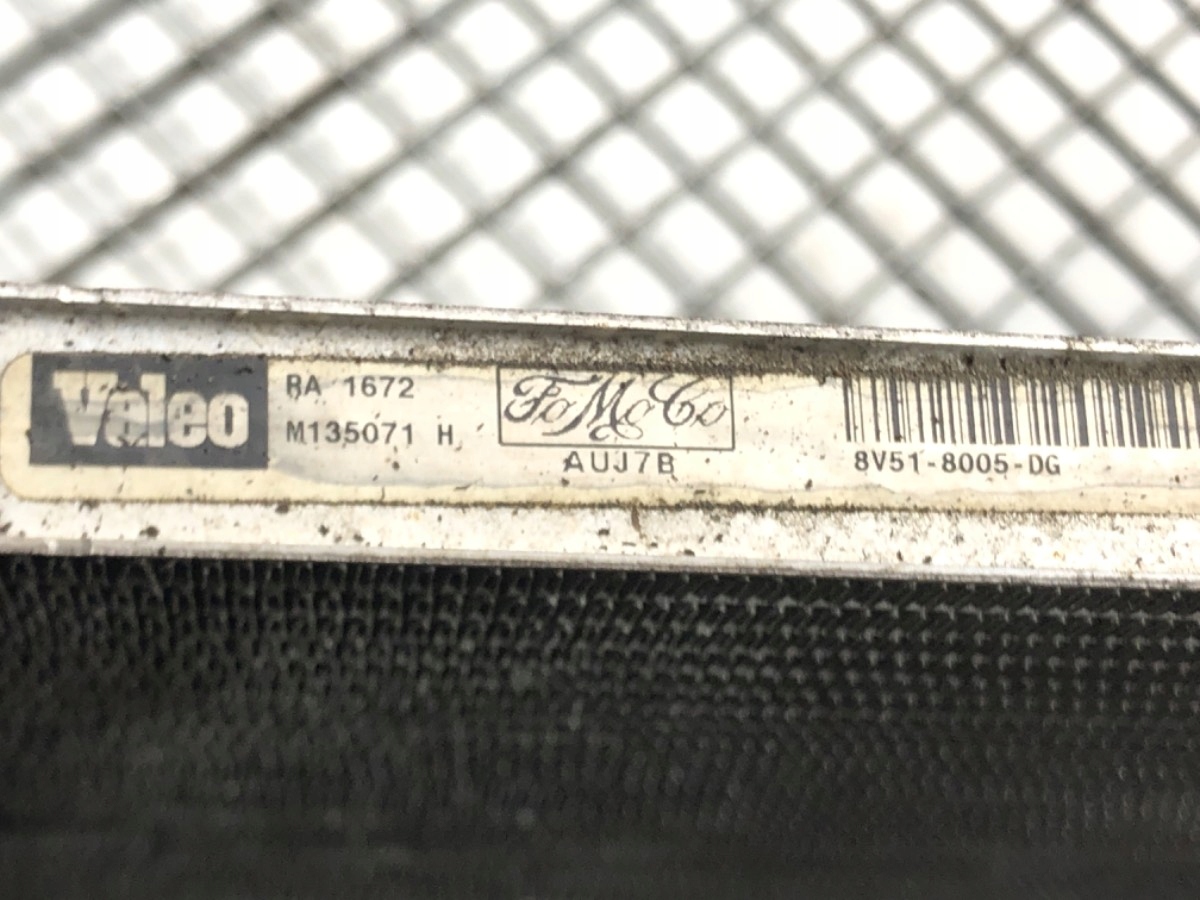 Valeo
RA 1672
M135071 H
FoMoCo
AUJ7B
8V51-8005-DG